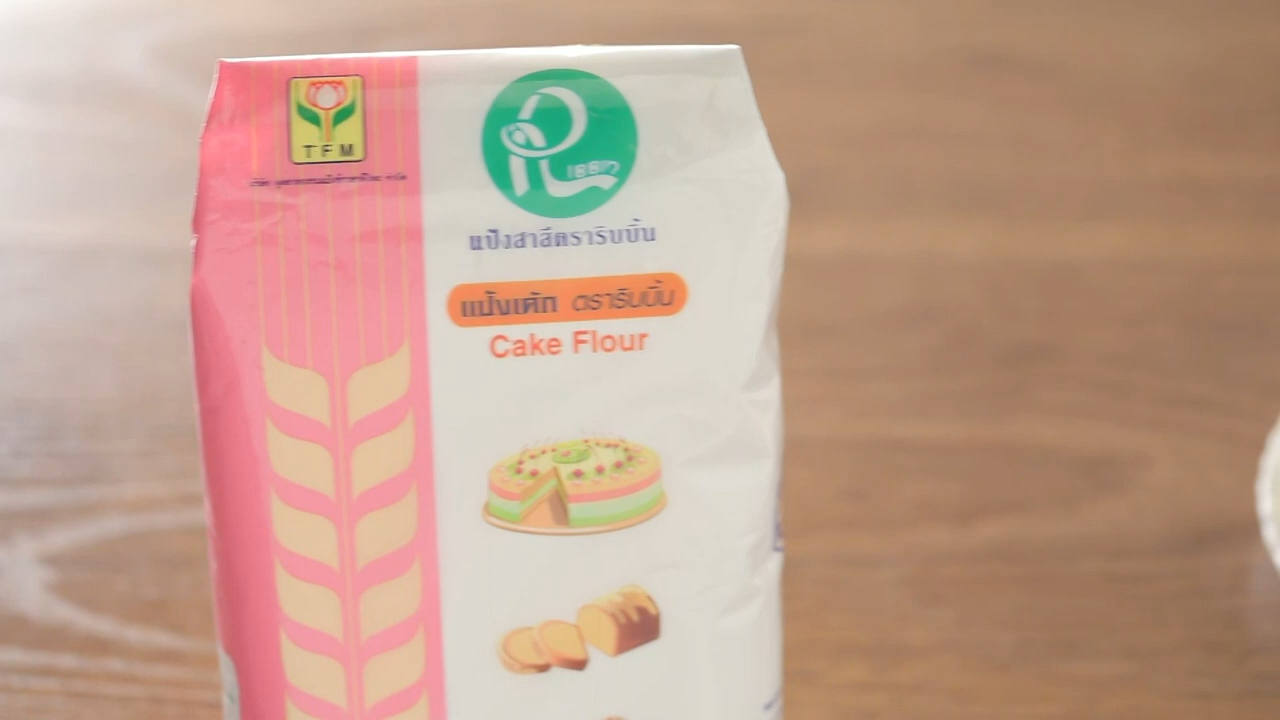 TFM
แป้งสาลีตราริบบิ้น
แป้งเค้ก ตราริบบิ้น
Cake Flour